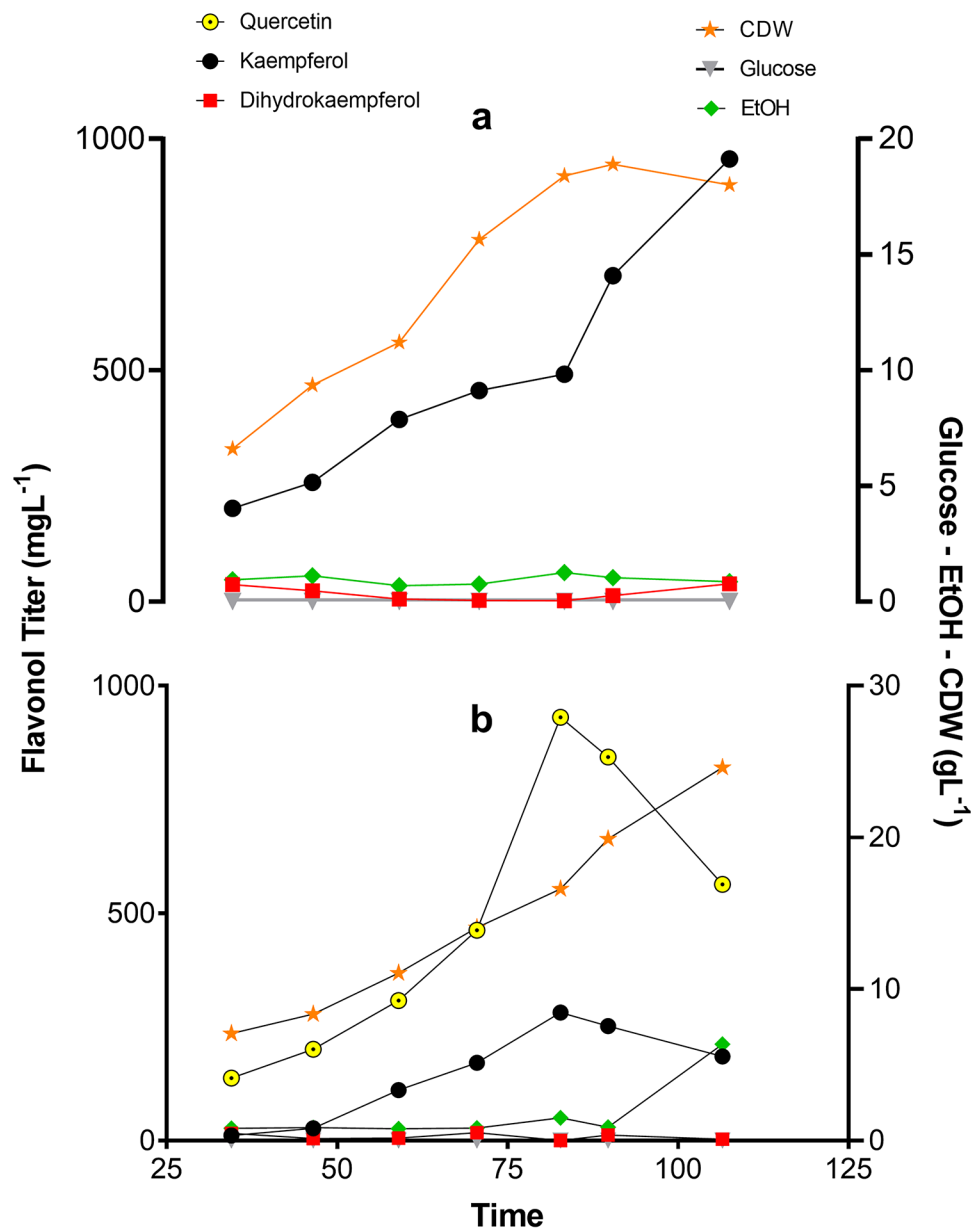 Quercetin
Kaempferol
Dihydrokaempferol
CDW
Glucose
EtOH
a
1000
500
0
20
15
10
5
0
Flavonol Titer (mgL⁻¹)
Glucose - EtOH - CDW (gL⁻¹)
b
1000
500
0
30
20
10
0
25
50
75
100
125
Time